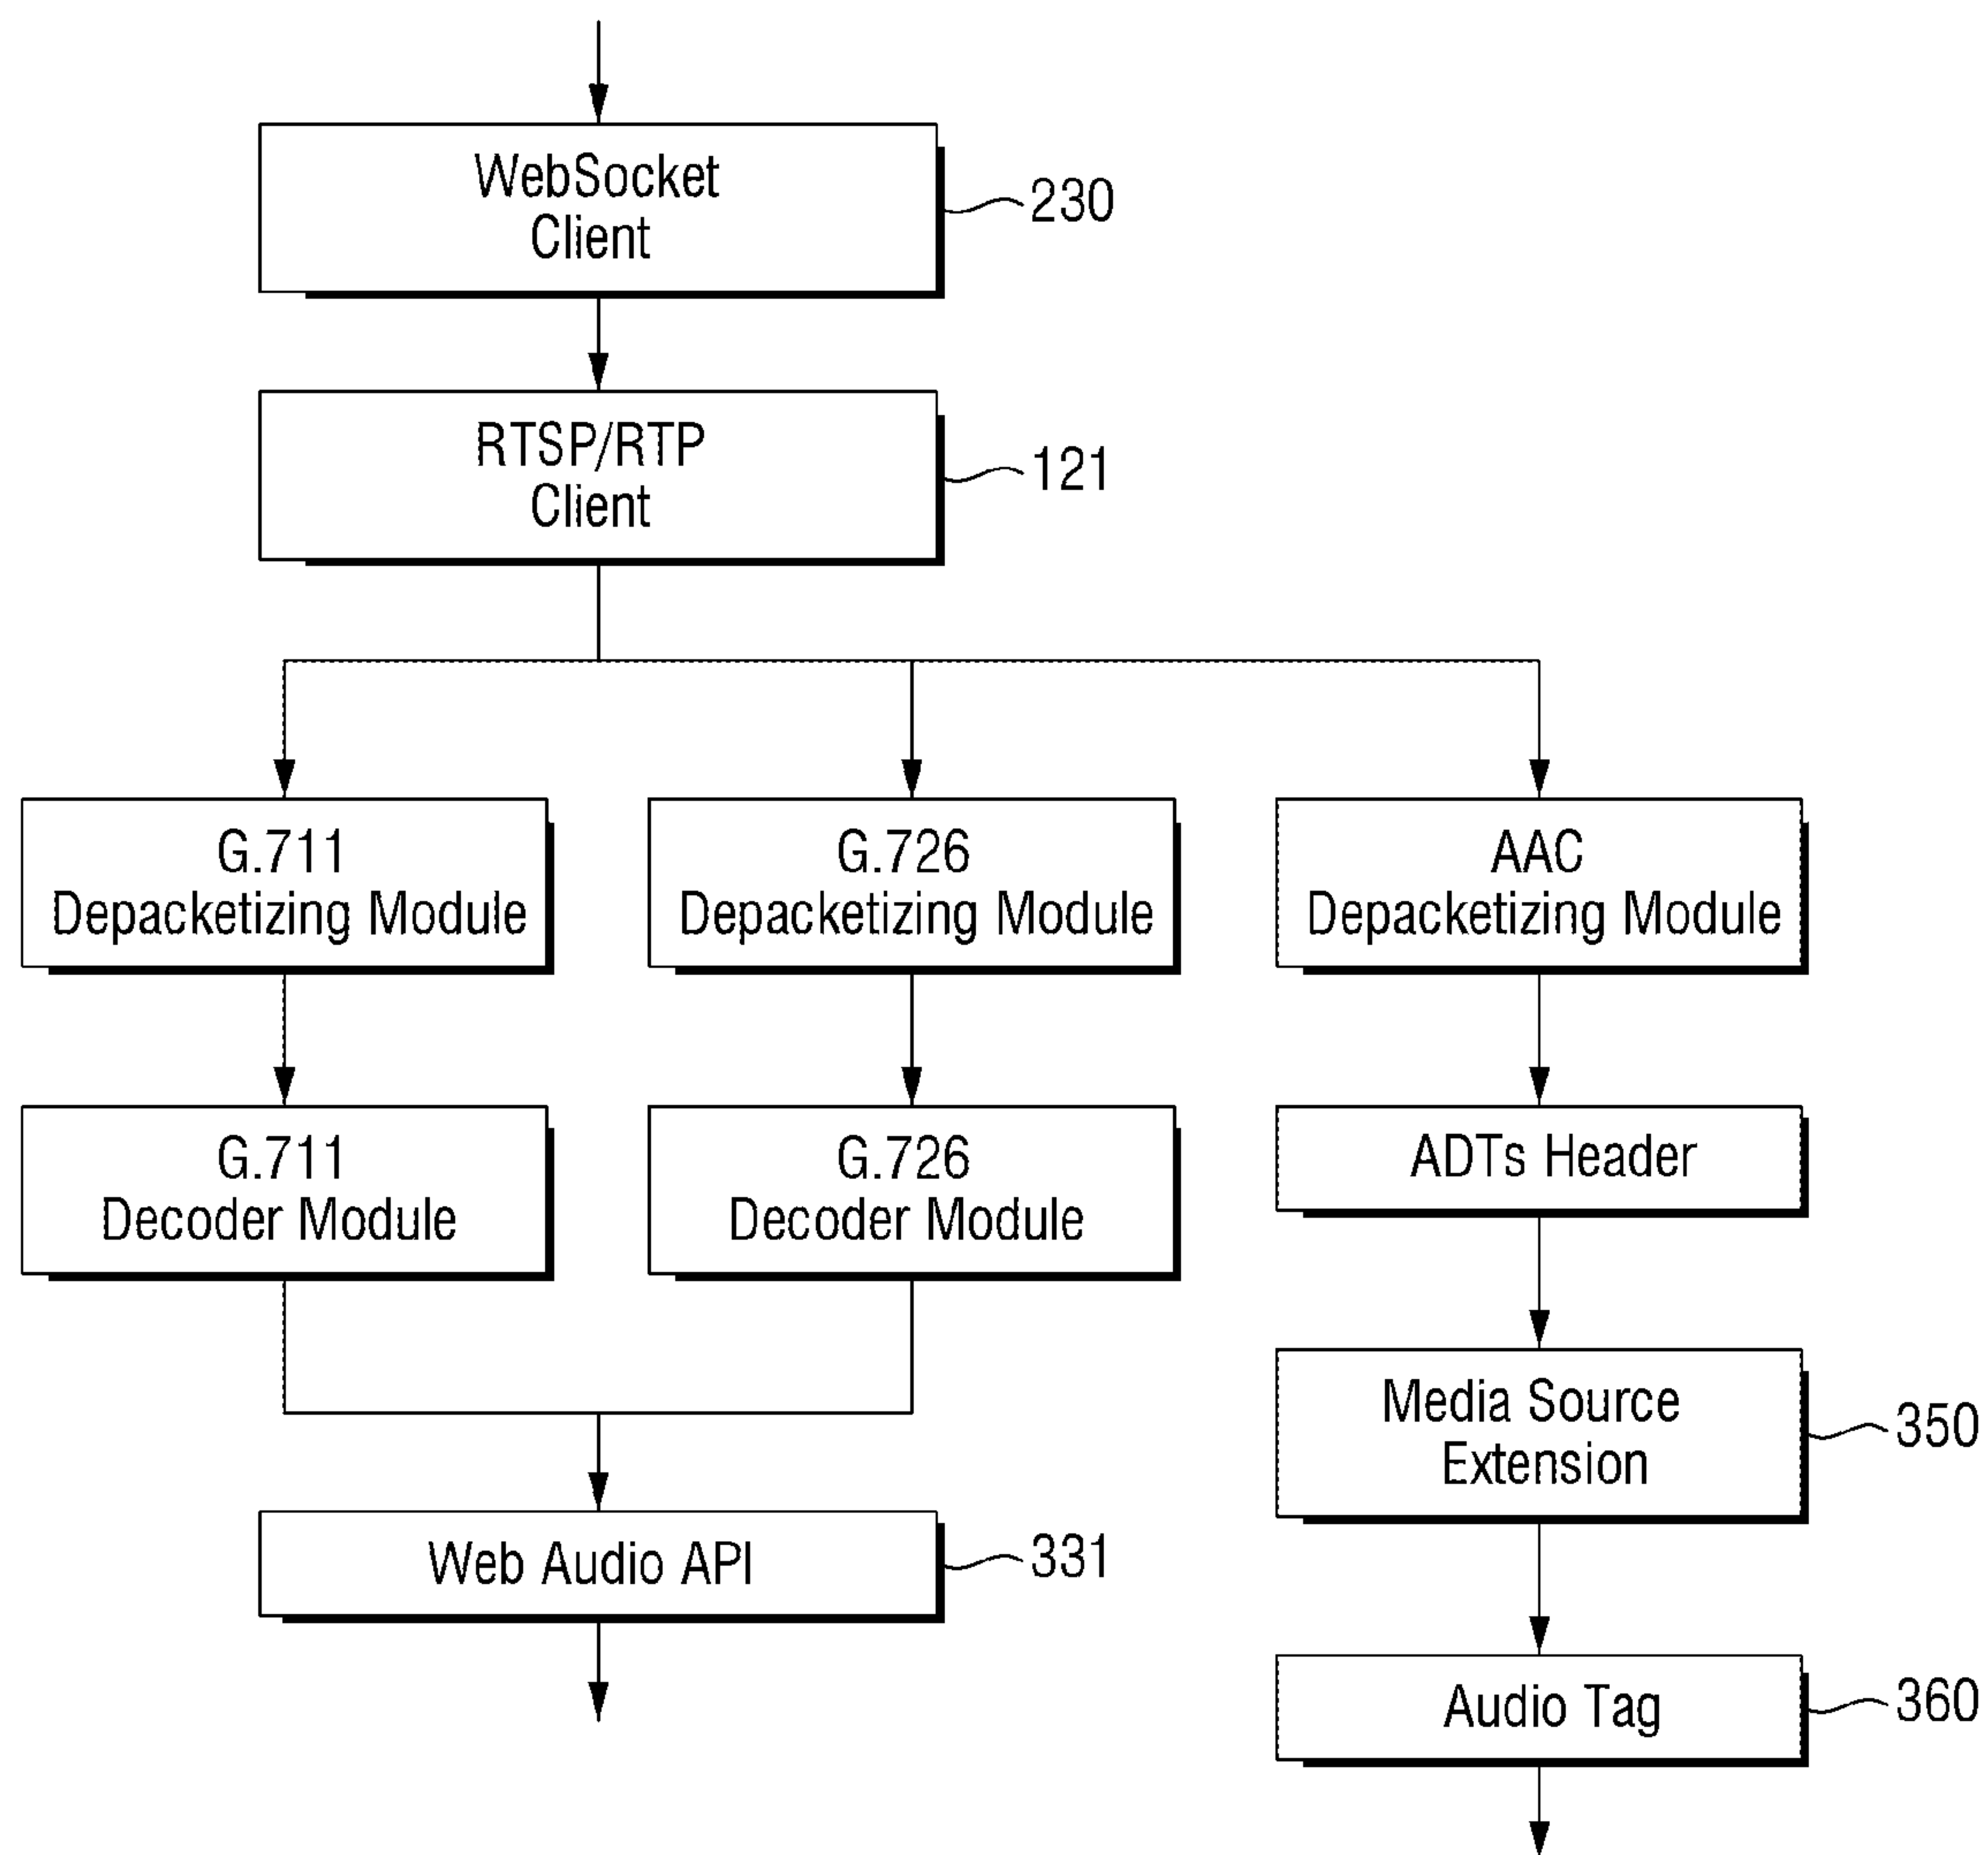 WebSocket
Client
230
RTSP/RTP
Client
121
G.711
Depacketizing Module
G.726
Depacketizing Module
AAC
Depacketizing Module
G.711
Decoder Module
G.726
Decoder Module
ADTs Header
Media Source
Extension
350
Web Audio API
331
Audio Tag
360